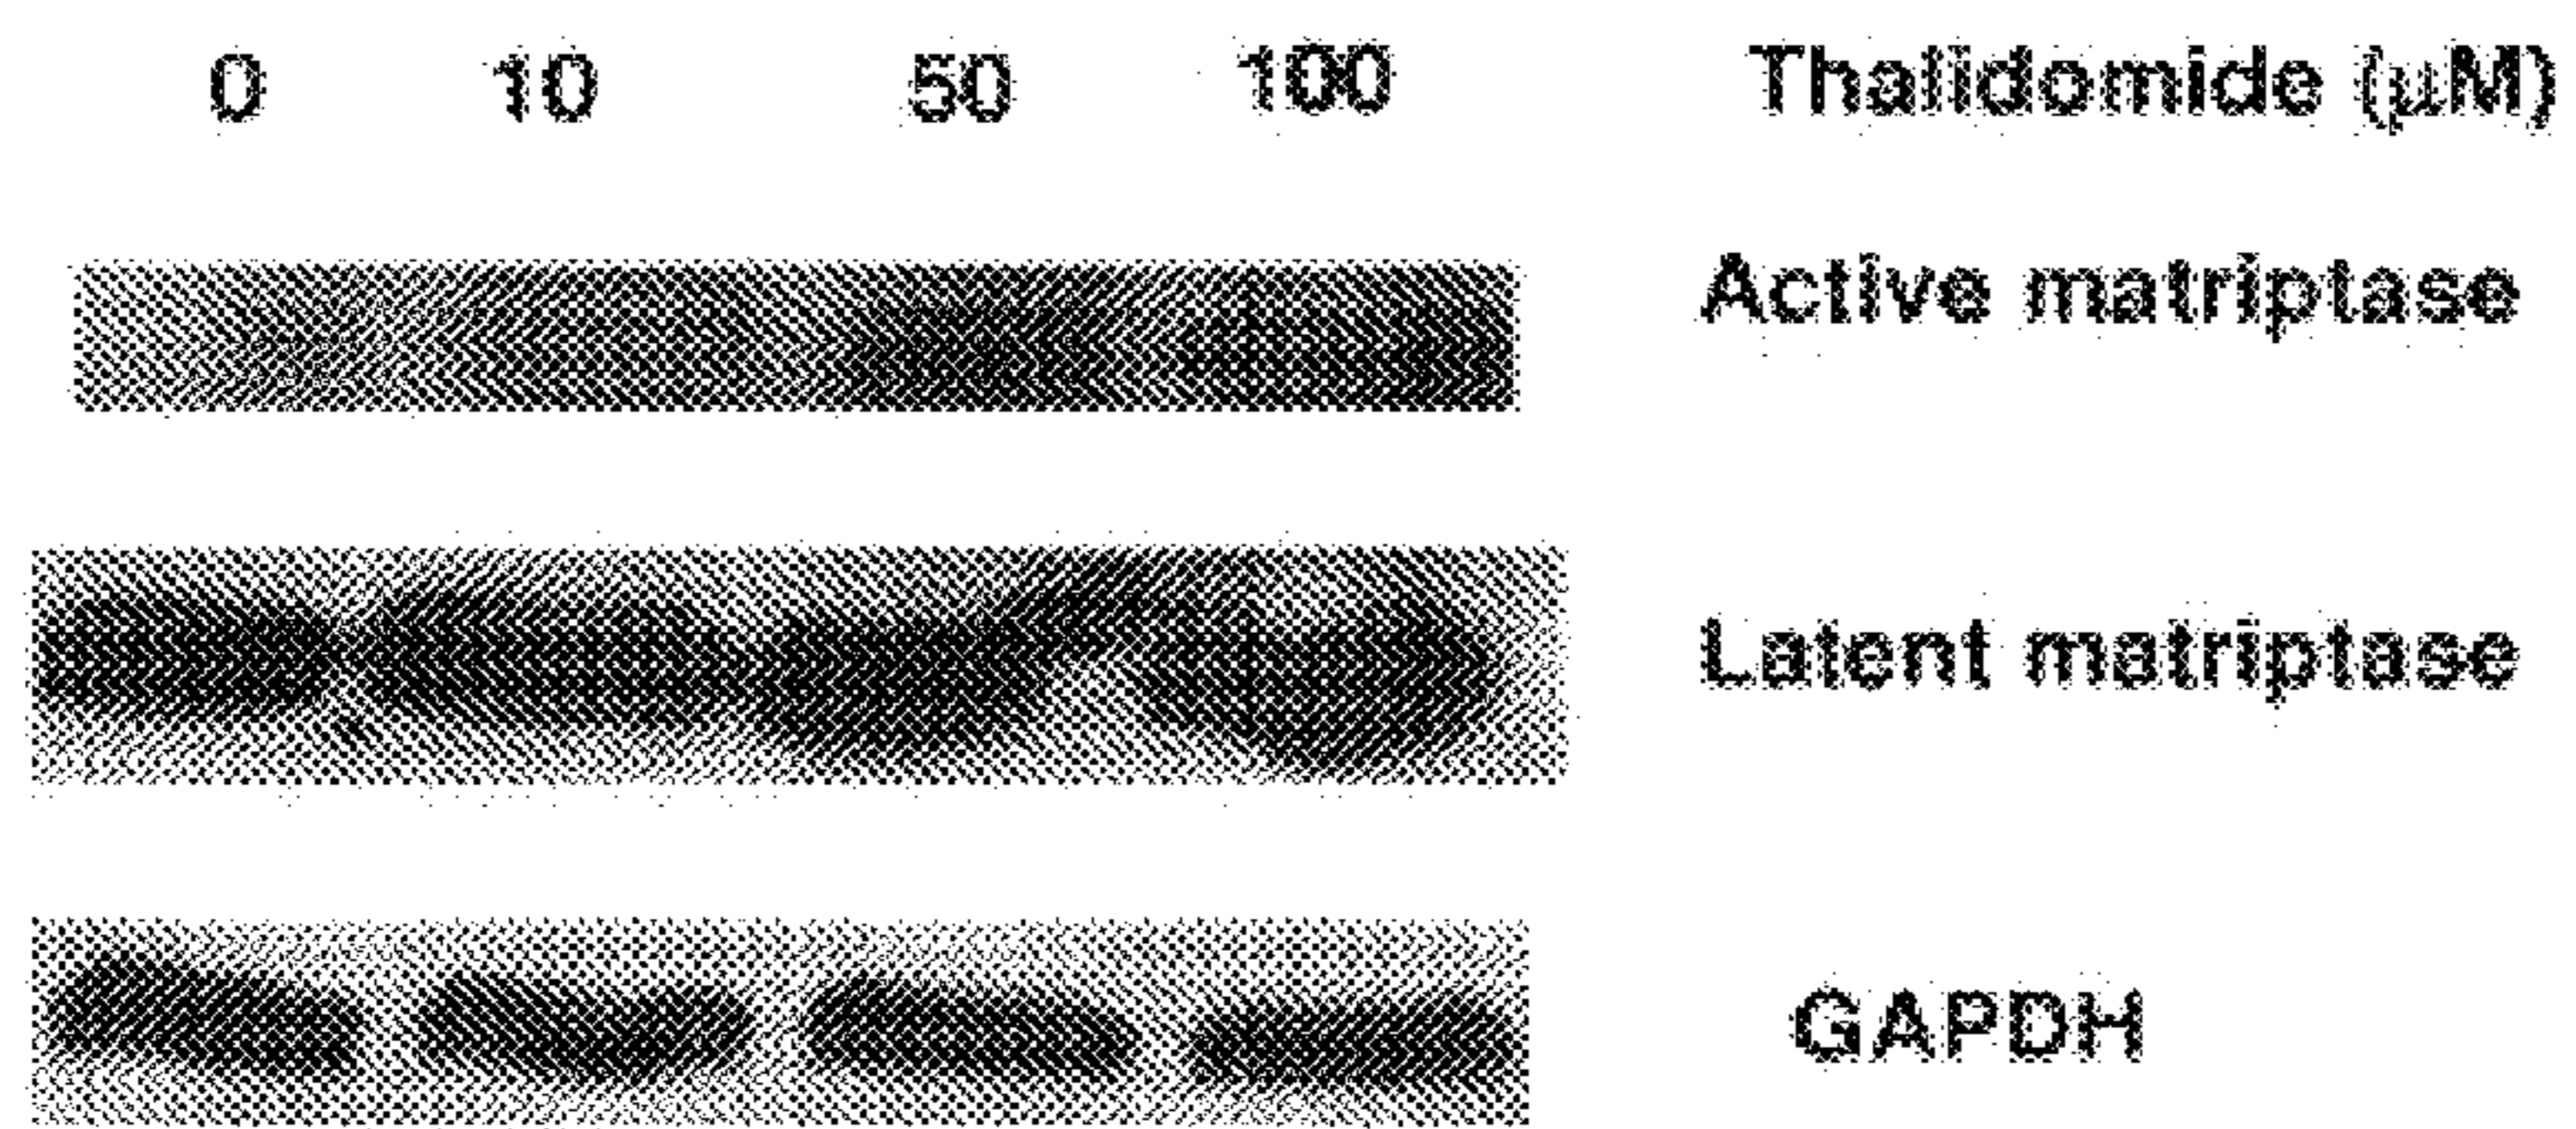 0 10 50 100 Thalidomide (μM)
Active matriptase
Latent matriptase
GAPDH